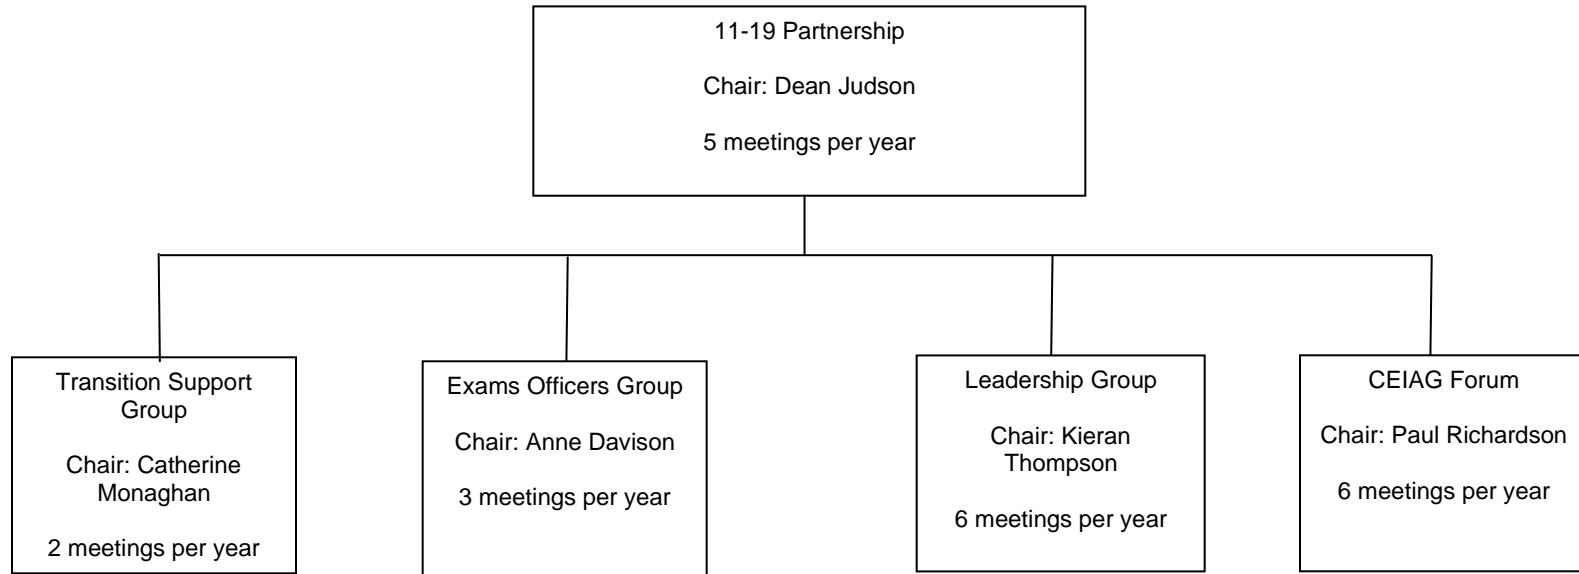 11-19 Partnership
Chair: Dean Judson
5 meetings per year
Transition Support
Group
Chair: Catherine
Monaghan
2 meetings per year
Exams Officers Group
Chair: Anne Davison
3 meetings per year
Leadership Group
Chair: Kieran
Thompson
6 meetings per year
CEIAG Forum
Chair: Paul Richardson
6 meetings per year